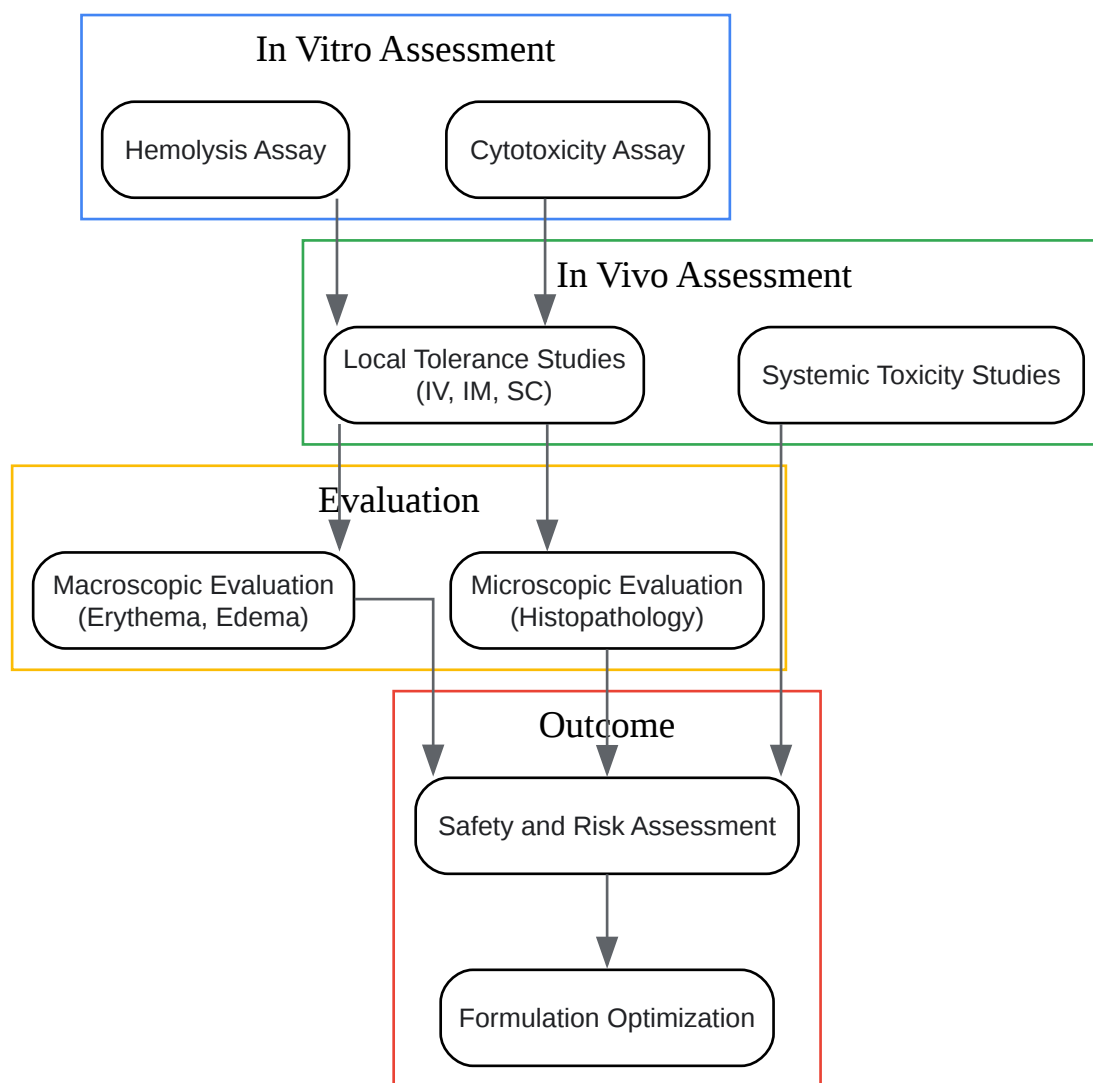 In Vitro Assessment
Hemolysis Assay
Cytotoxicity Assay
In Vivo Assessment
Local Tolerance Studies
(IV, IM, SC)
Systemic Toxicity Studies
Evaluation
Macroscopic Evaluation
(Erythema, Edema)
Microscopic Evaluation
(Histopathology)
Outcome
Safety and Risk Assessment
Formulation Optimization